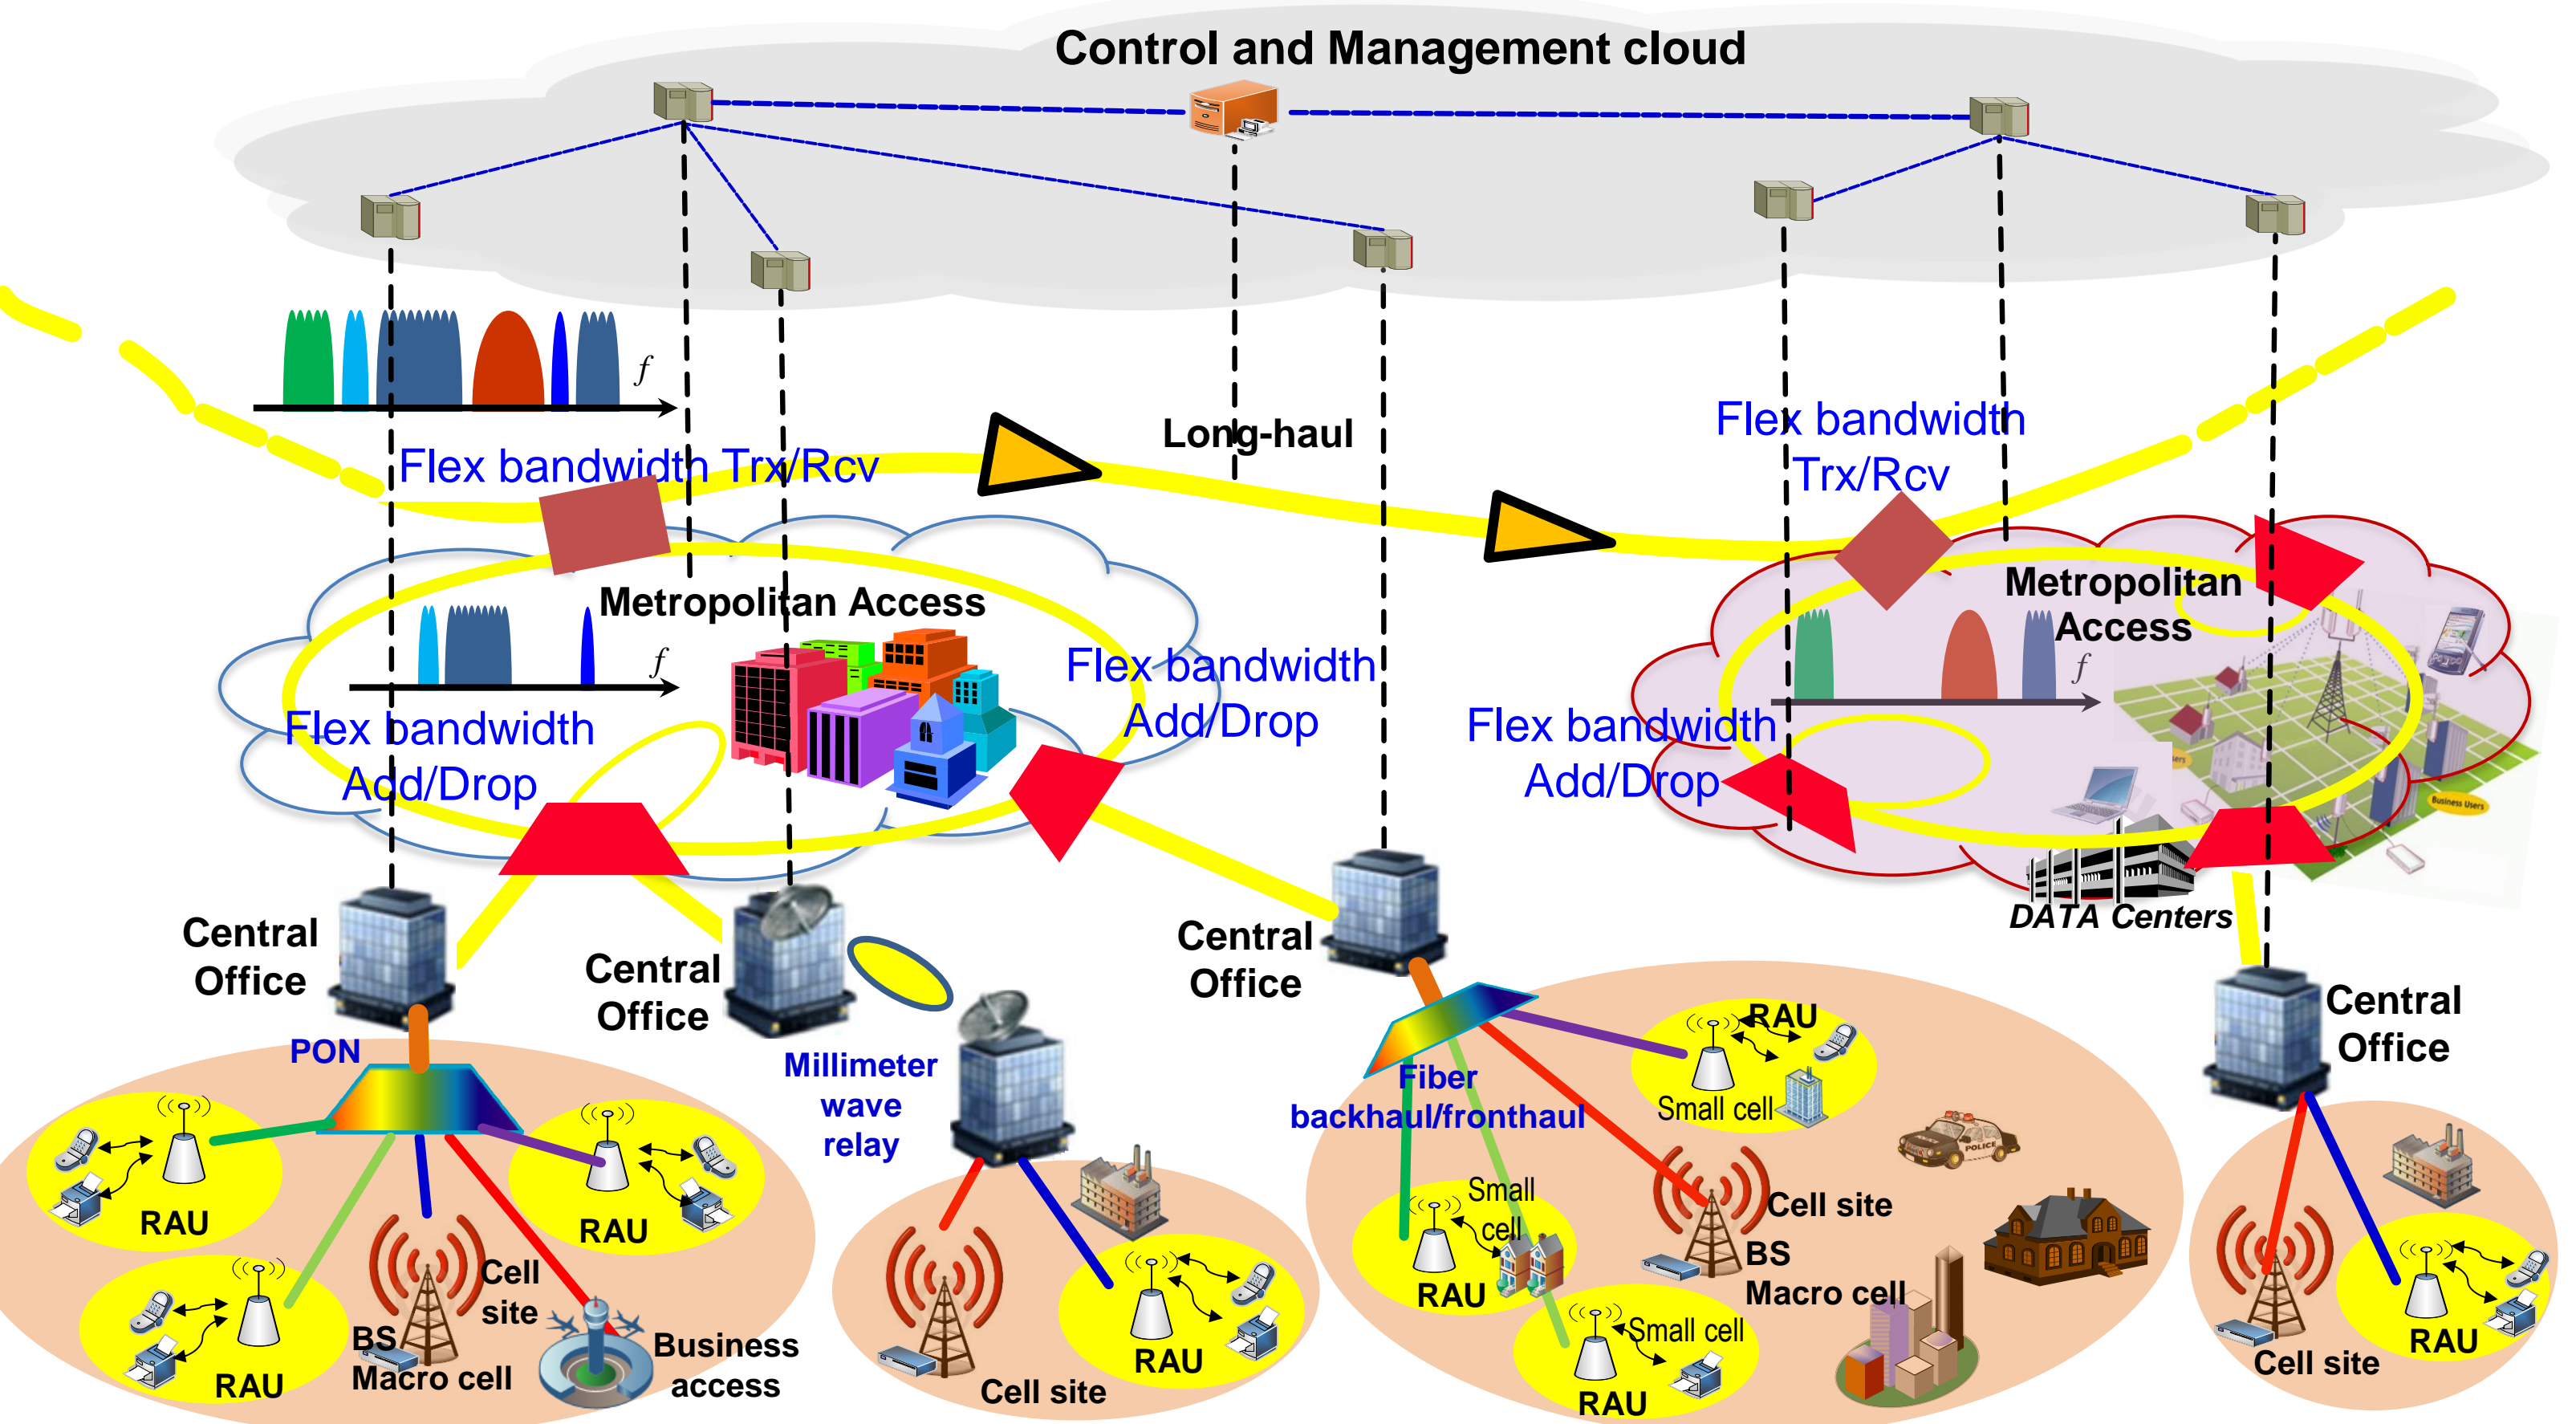 Control and Management cloud
f
Long-haul
Flex bandwidth Trx/Rcv
Flex bandwidth
Trx/Rcv
Metropolitan Access
f
Flex bandwidth
Add/Drop
Flex bandwidth
Add/Drop
Metropolitan
Access
f
Flex bandwidth
Add/Drop
Business Users
DATA Centers
Central
Office
Central
Office
Central
Office
Central
Office
PON
Millimeter
wave
relay
Fiber
backhaul/fronthaul
RAU
RAU
RAU
BS
Macro cell
Cell
site
Business
access
Cell site
RAU
RAU
Small cell
Small
cell
RAU
Cell site
BS
Macro cell
POLICE
Small cell
RAU
Cell site
RAU